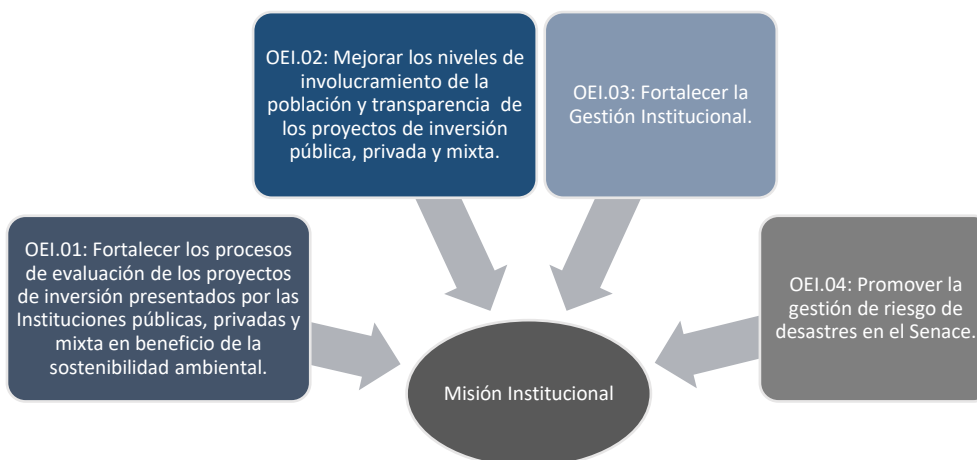 OEI.02: Mejorar los niveles de
involucramiento de la
población y transparencia de
los proyectos de inversión
pública, privada y mixta.
OEI.03: Fortalecer la
Gestión Institucional.
OEI.01: Fortalecer los procesos
de evaluación de los proyectos
de inversión presentados por las
Instituciones públicas, privadas y
mixta en beneficio de la
sostenibilidad ambiental.
OEI.04: Promover la
gestión de riesgo de
desastres en el Senace.
Misión Institucional